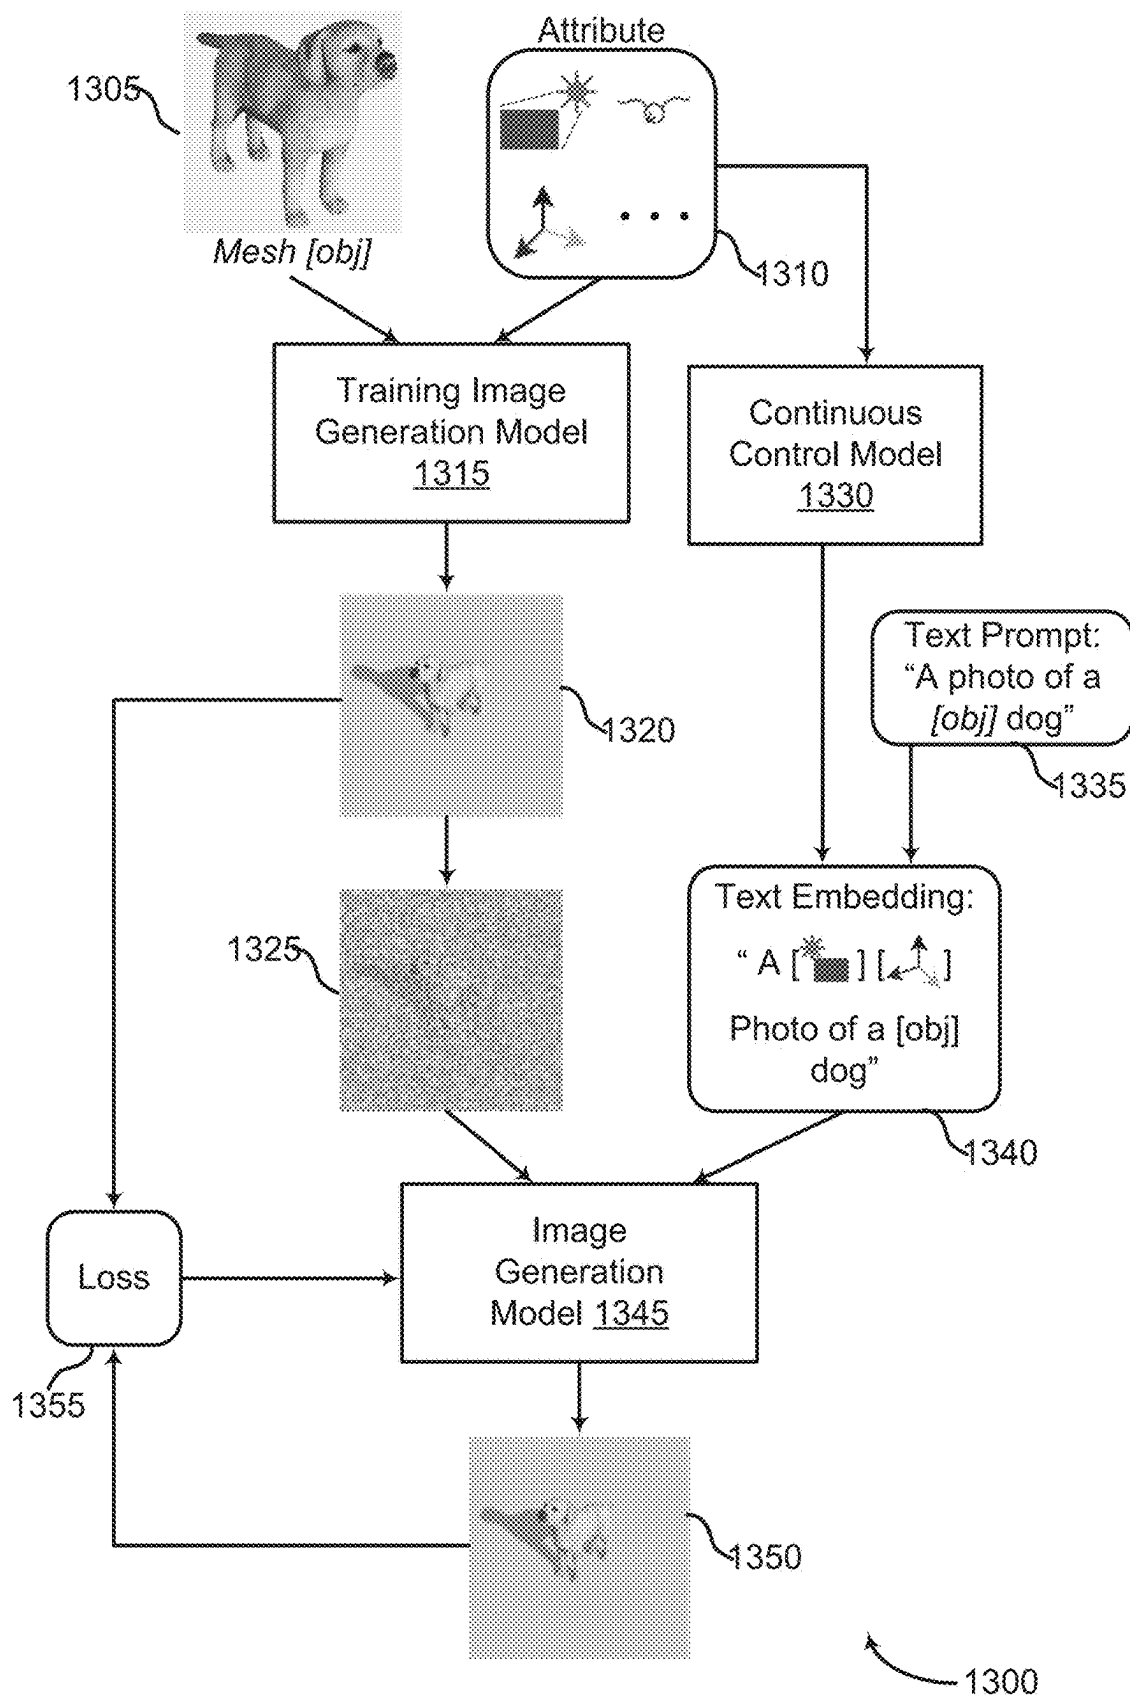 Attribute
1305
Mesh [obj]
1310
Training Image
Generation Model
1315
Continuous
Control Model
1330
1320
Text Prompt:
“A photo of a
[obj] dog”
1335
1325
Text Embedding:
“ A [ ] [ ]
Photo of a [obj]
dog”
1340
Loss
1355
Image
Generation
Model 1345
1350
1300